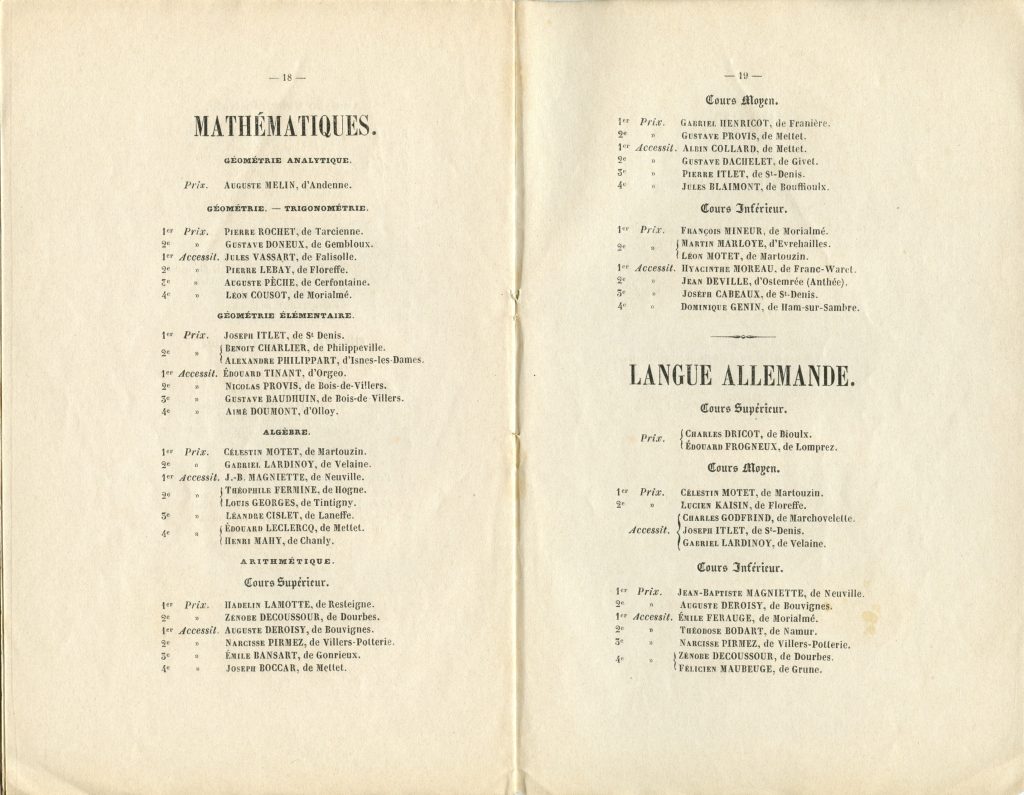 — 18 —
MATHÉMATIQUES.
GÉOMÉTRIE ANALYTIQUE.
Prix. AUGUSTE MELIN, d'Andenne.
GÉOMÉTRIE. — TRIGONOMÉTRIE.
1er Prix. PIERRE ROCHET, de Tarcienne.
2e » GUSTAVE DONEUX, de Gembloux.
1er Accessit. JULES VASSART, de Falisolle.
2e » PIERRE LEBAY, de Floreffe.
3e » AUGUSTE PÈCHE, de Cerfontaine.
4e » LÉON COUSOT, de Morialmé.
GÉOMÉTRIE ÉLÉMENTAIRE.
1er Prix. JOSEPH ITLET, de St Denis.
2e » BENOIT CHARLIER, de Philippeville.
ALEXANDRE PHILIPPART, d'Isnes-les-Dames.
1er Accessit. ÉDOUARD TINANT, d'Orgeo.
2e » NICOLAS PROVIS, de Bois-de-Villers.
3e » GUSTAVE BAUDHUIN, de Bois-de Villers.
4e » AIMÉ DOUMONT, d'Olloy.
ALGÈBRE.
1er Prix. CÉLESTIN MOTET, de Martouzin.
2e » GABRIEL LARDINOY, de Velaine.
1er Accessit. J.-B. MAGNIETTE, de Neuville.
2e » THÉOPHILE FERMINE, de Hogne.
LOUIS GEORGES, de Tintigny.
3e » LÉANDRE CISLET, de Laneffe.
4e » ÉDOUARD LECLERCQ, de Mettet.
HENRI MAHY, de Chanly.
ARITHMÉTIQUE.
Cours Supérieur.
1er Prix. HADELIN LAMOTTE, de Resteigne.
2e » ZÉNOBE DECOUSSOUR, de Dourbes.
1er Accessit. AUGUSTE DEROISY, de Bouvignes.
2e » NARCISSE PIRMEZ, de Villers-Potterie.
3e » ÉMILE BANSART, de Gonrieux.
4e » JOSEPH BOCCAR, de Mettet.
— 19 —
Cours Moyen.
1er Prix. GABRIEL HENRICOT, de Franière.
2e » GUSTAVE PROVIS, de Mettet.
1er Accessit. ALBIN COLLARD, de Mettet.
2e » GUSTAVE DACHELET, de Givet.
3e » PIERRE ITLET, de St-Denis.
4e » JULES BLAIMONT, de Bouffioulx.
Cours Inférieur.
1er Prix. FRANÇOIS MINEUR, de Morialmé.
2e » MARTIN MARLOYE, d'Evrehailles.
LÉON MOTET, de Martouzin.
1er Accessit. HYACINTHE MOREAU, de Franc-Waret.
2e » JEAN DEVILLE, d'Ostemrée (Anthée).
3e » JOSEPH CABEAUX, de St-Denis.
4e » DOMINIQUE GENIN, de Ham-sur-Sambre.
LANGUE ALLEMANDE.
Cours Supérieur.
Prix. CHARLES DRICOT, de Bioulx.
ÉDOUARD FROGNEUX, de Lomprez.
Cours Moyen.
1er Prix. CÉLESTIN MOTET, de Martouzin.
2e » LUCIEN KAISIN, de Floreffe.
CHARLES GODFRIND, de Marchovelette.
Accessit. JOSEPH ITLET, de St-Denis.
GABRIEL LARDINOY, de Velaine.
Cours Inférieur.
1er Prix. JEAN-BAPTISTE MAGNIETTE, de Neuville.
2e » AUGUSTE DEROISY, de Bouvignes.
1er Accessit. ÉMILE FERAUGE, de Morialmé.
2e » THÉODOSE BODART, de Namur.
3e » NARCISSE PIRMEZ, de Villers-Potterie.
4e » ZÉNOBE DECOUSSOUR, de Dourbes.
FÉLICIEN MAUBEUGE, de Grune.